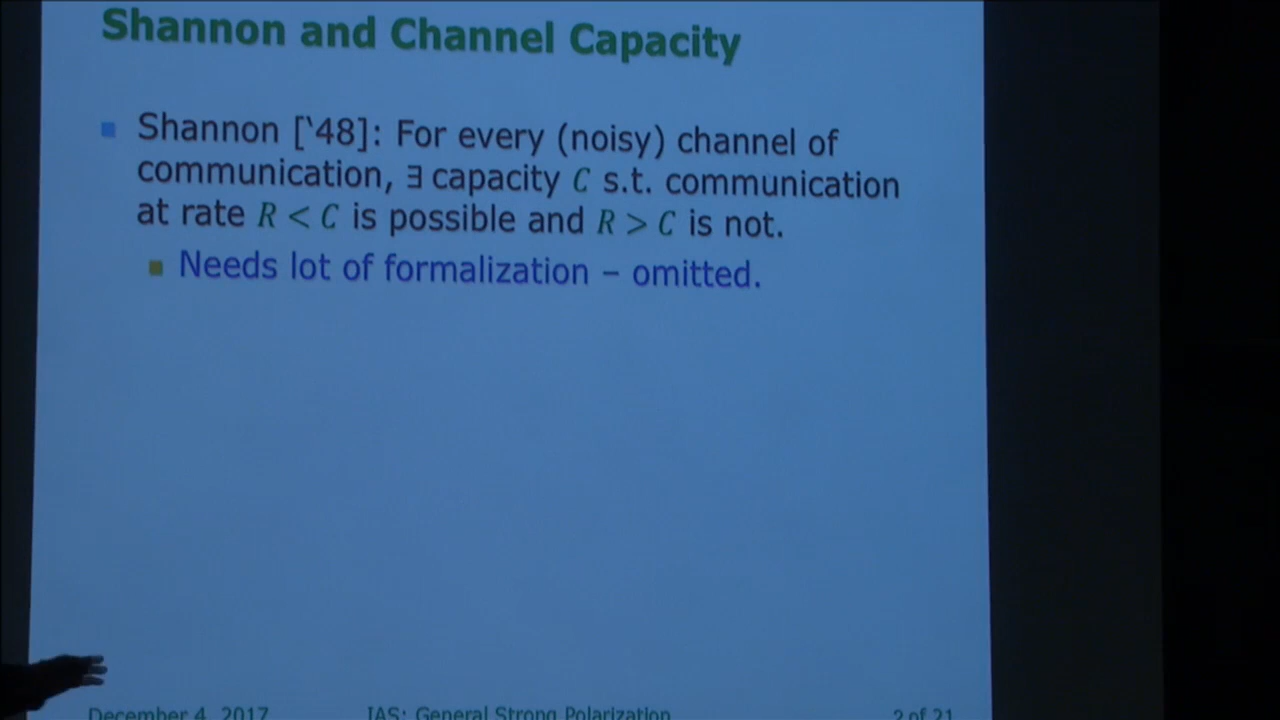 Shannon and Channel Capacity
Shannon [‘48]: For every (noisy) channel of
communication, ∃ capacity C s.t. communication
at rate R < C is possible and R > C is not.
Needs lot of formalization – omitted.
December 4, 2017 IAS: General Strong Polarization 2 of 21